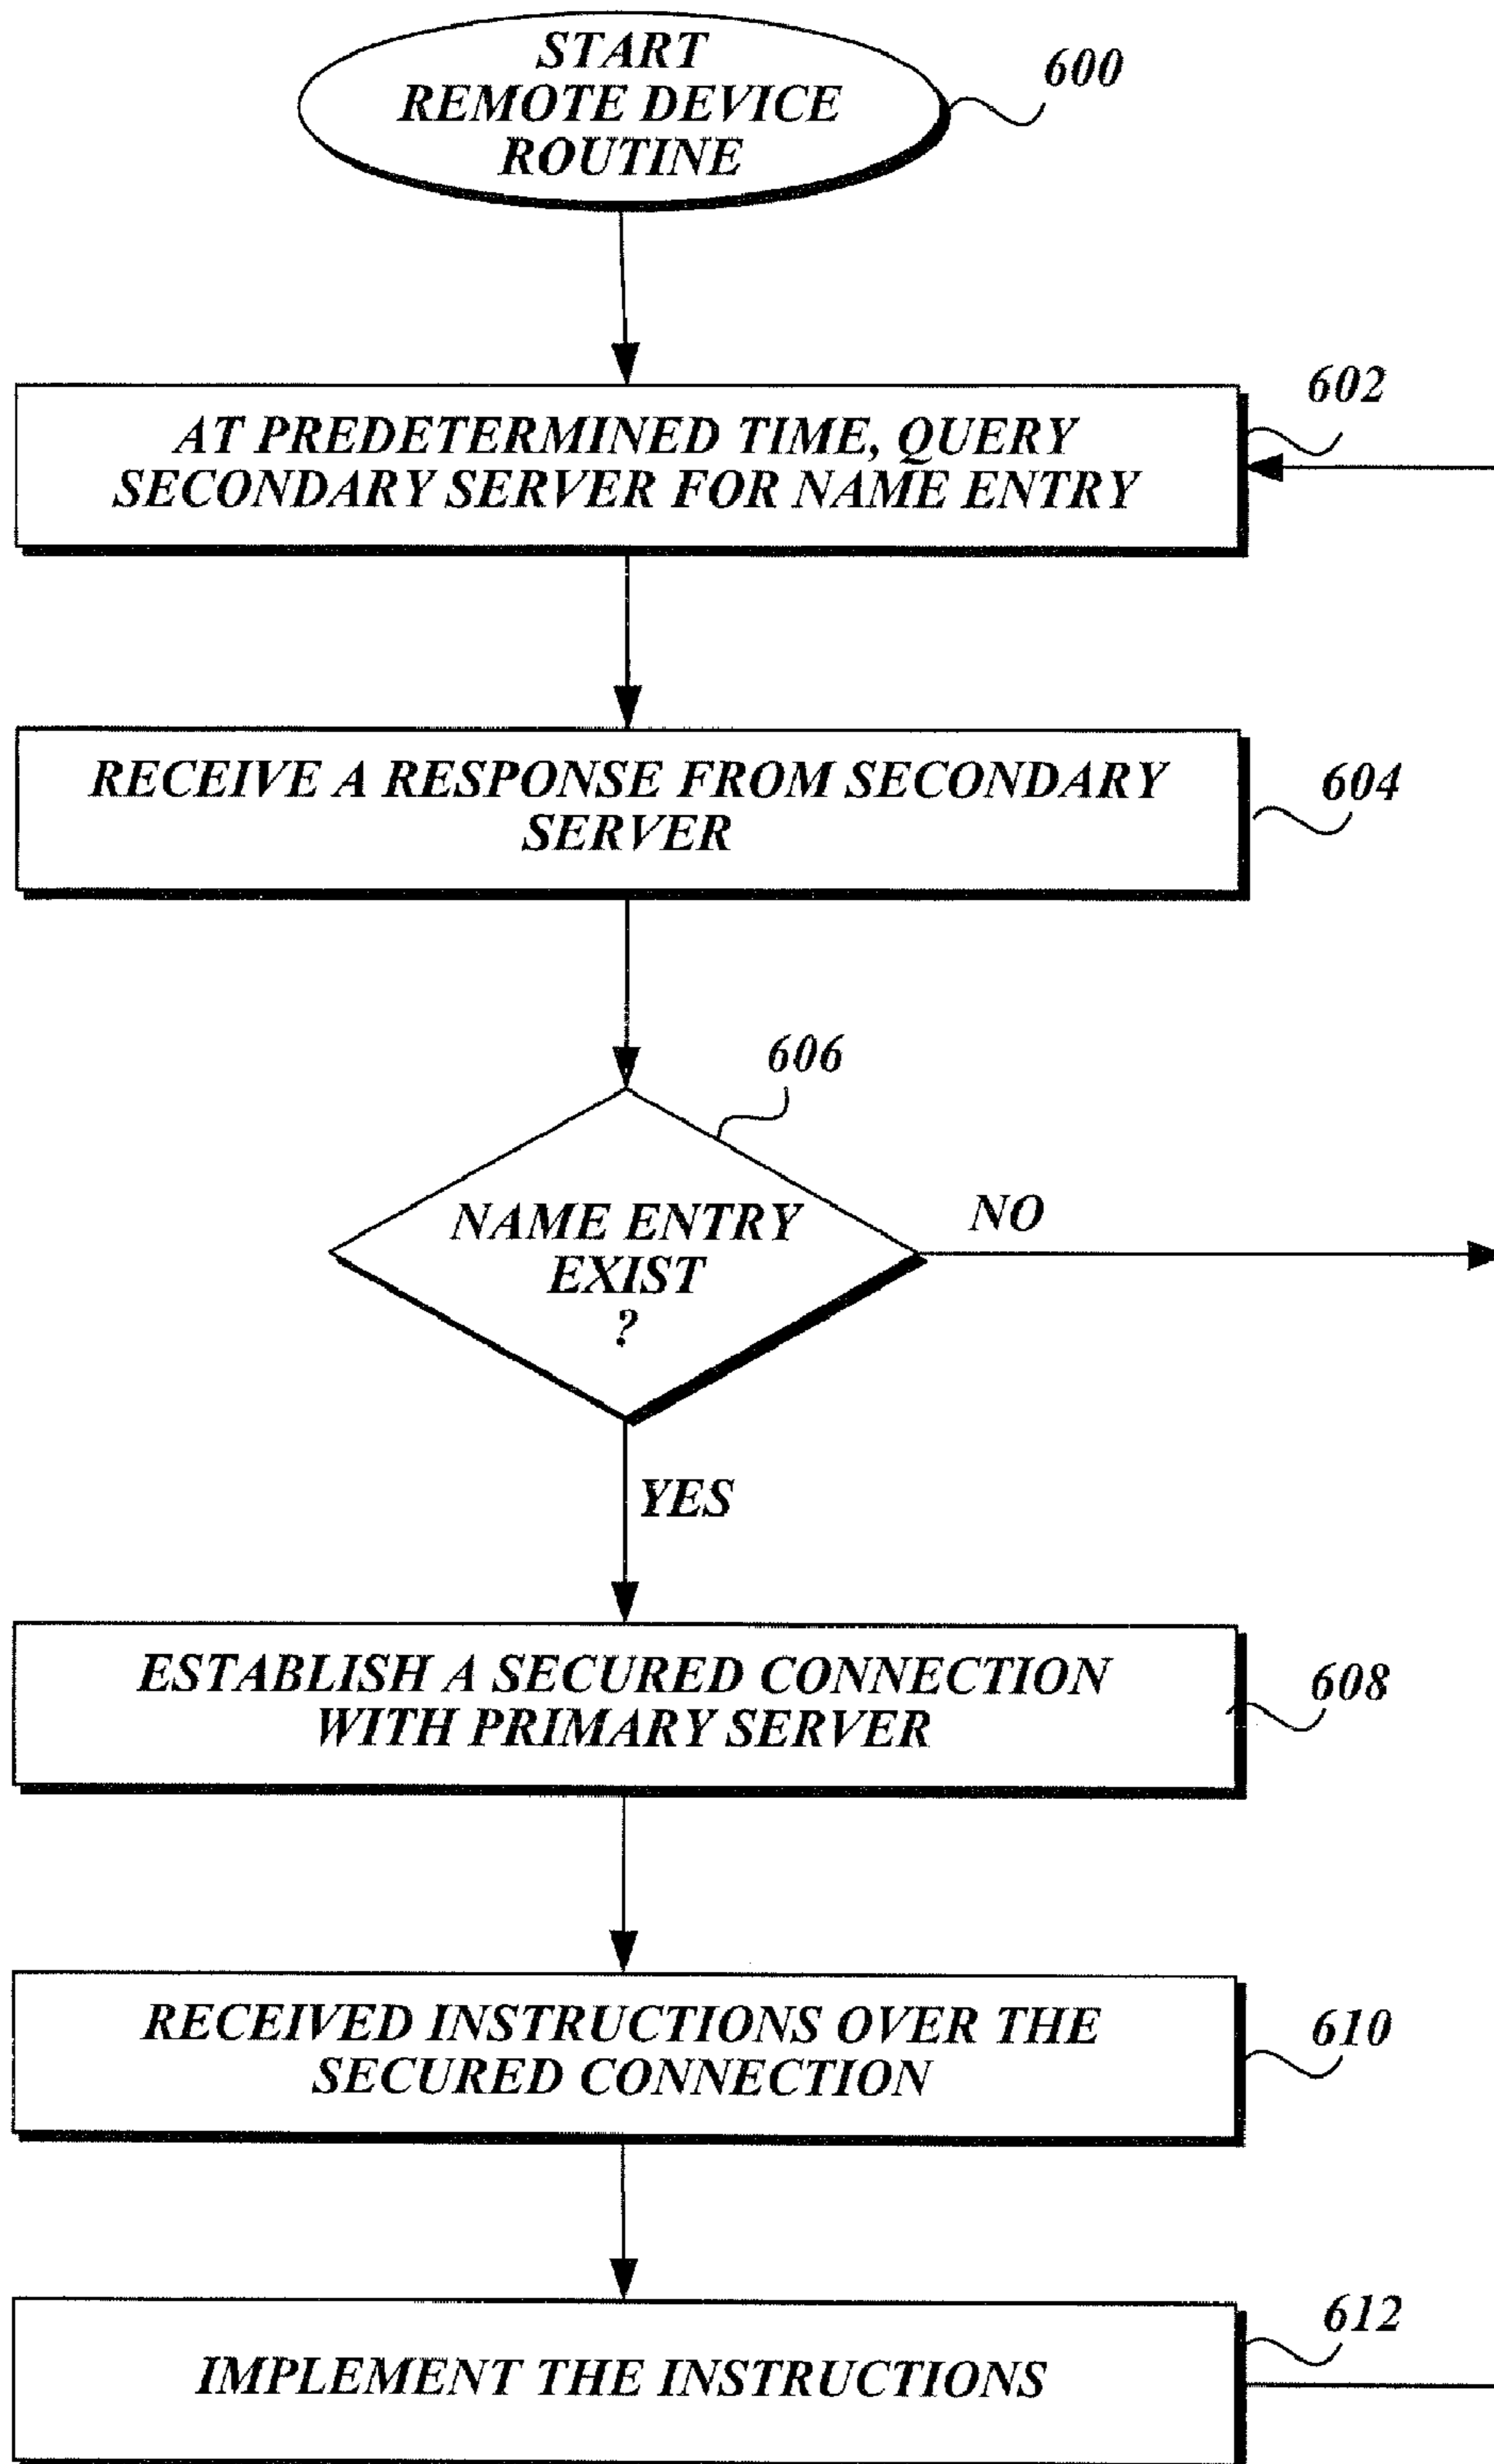 START
REMOTE DEVICE
ROUTINE
600
AT PREDETERMINED TIME, QUERY
SECONDARY SERVER FOR NAME ENTRY
602
RECEIVE A RESPONSE FROM SECONDARY
SERVER
604
606
NAME ENTRY
EXIST
?
NO
YES
ESTABLISH A SECURED CONNECTION
WITH PRIMARY SERVER
608
RECEIVED INSTRUCTIONS OVER THE
SECURED CONNECTION
610
IMPLEMENT THE INSTRUCTIONS
612